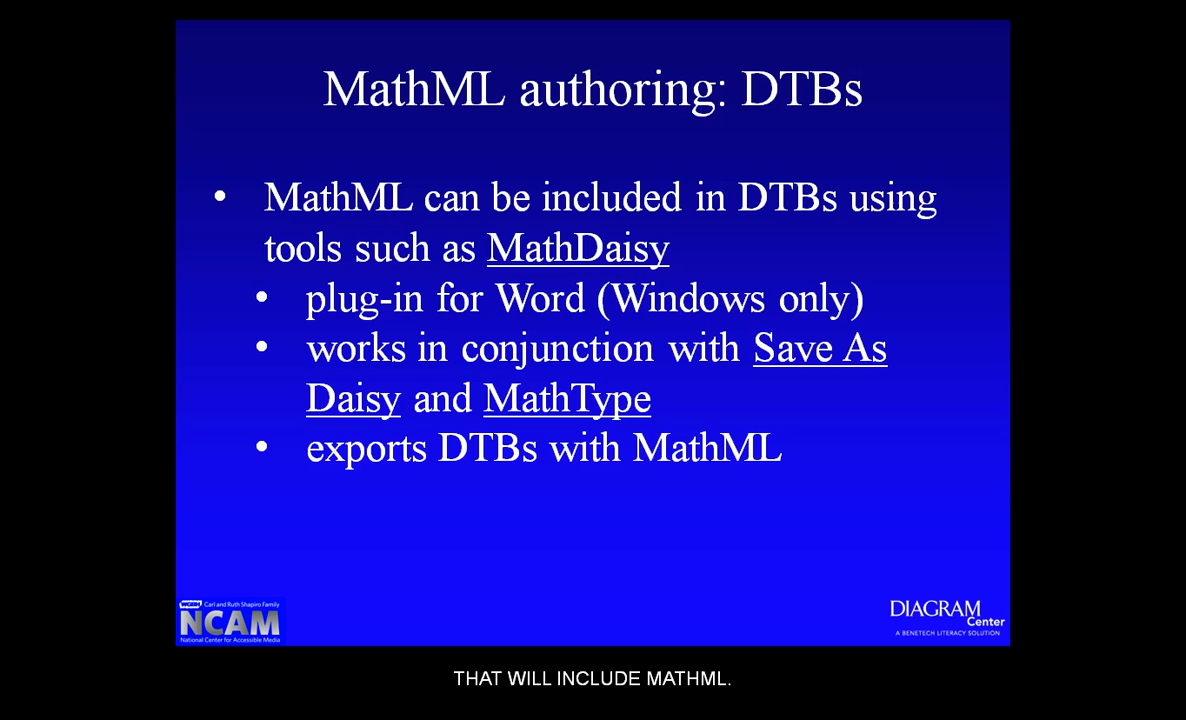 MathML authoring: DTBs
• MathML can be included in DTBs using
tools such as MathDaisy
• plug-in for Word (Windows only)
• works in conjunction with Save As
Daisy and MathType
• exports DTBs with MathML
WGBH Carl and Ruth Shapiro Family
NCAM
National Center for Accessible Media
DIAGRAM
Center
A BENETECH LITERACY SOLUTION
THAT WILL INCLUDE MATHML.